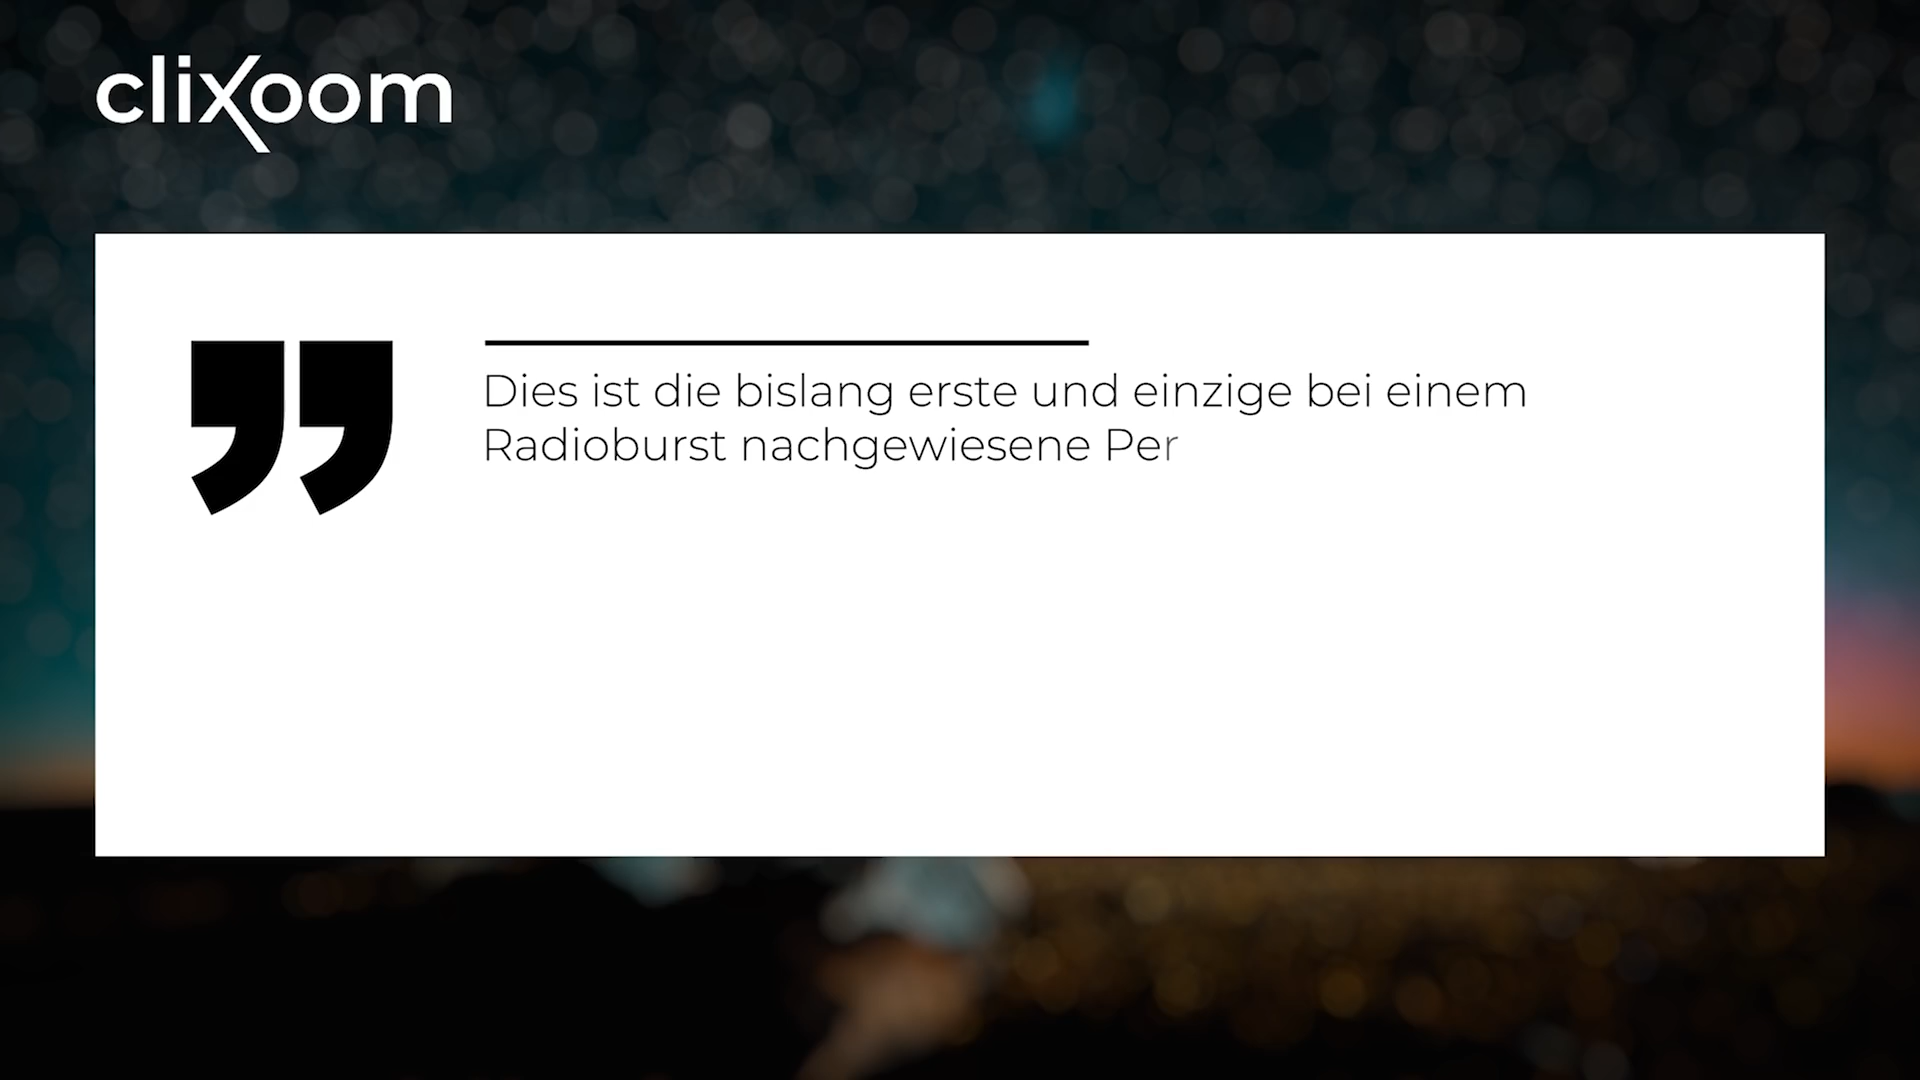 clixoom
Dies ist die bislang erste und einzige bei einem
Radioburst nachgewiesene Per